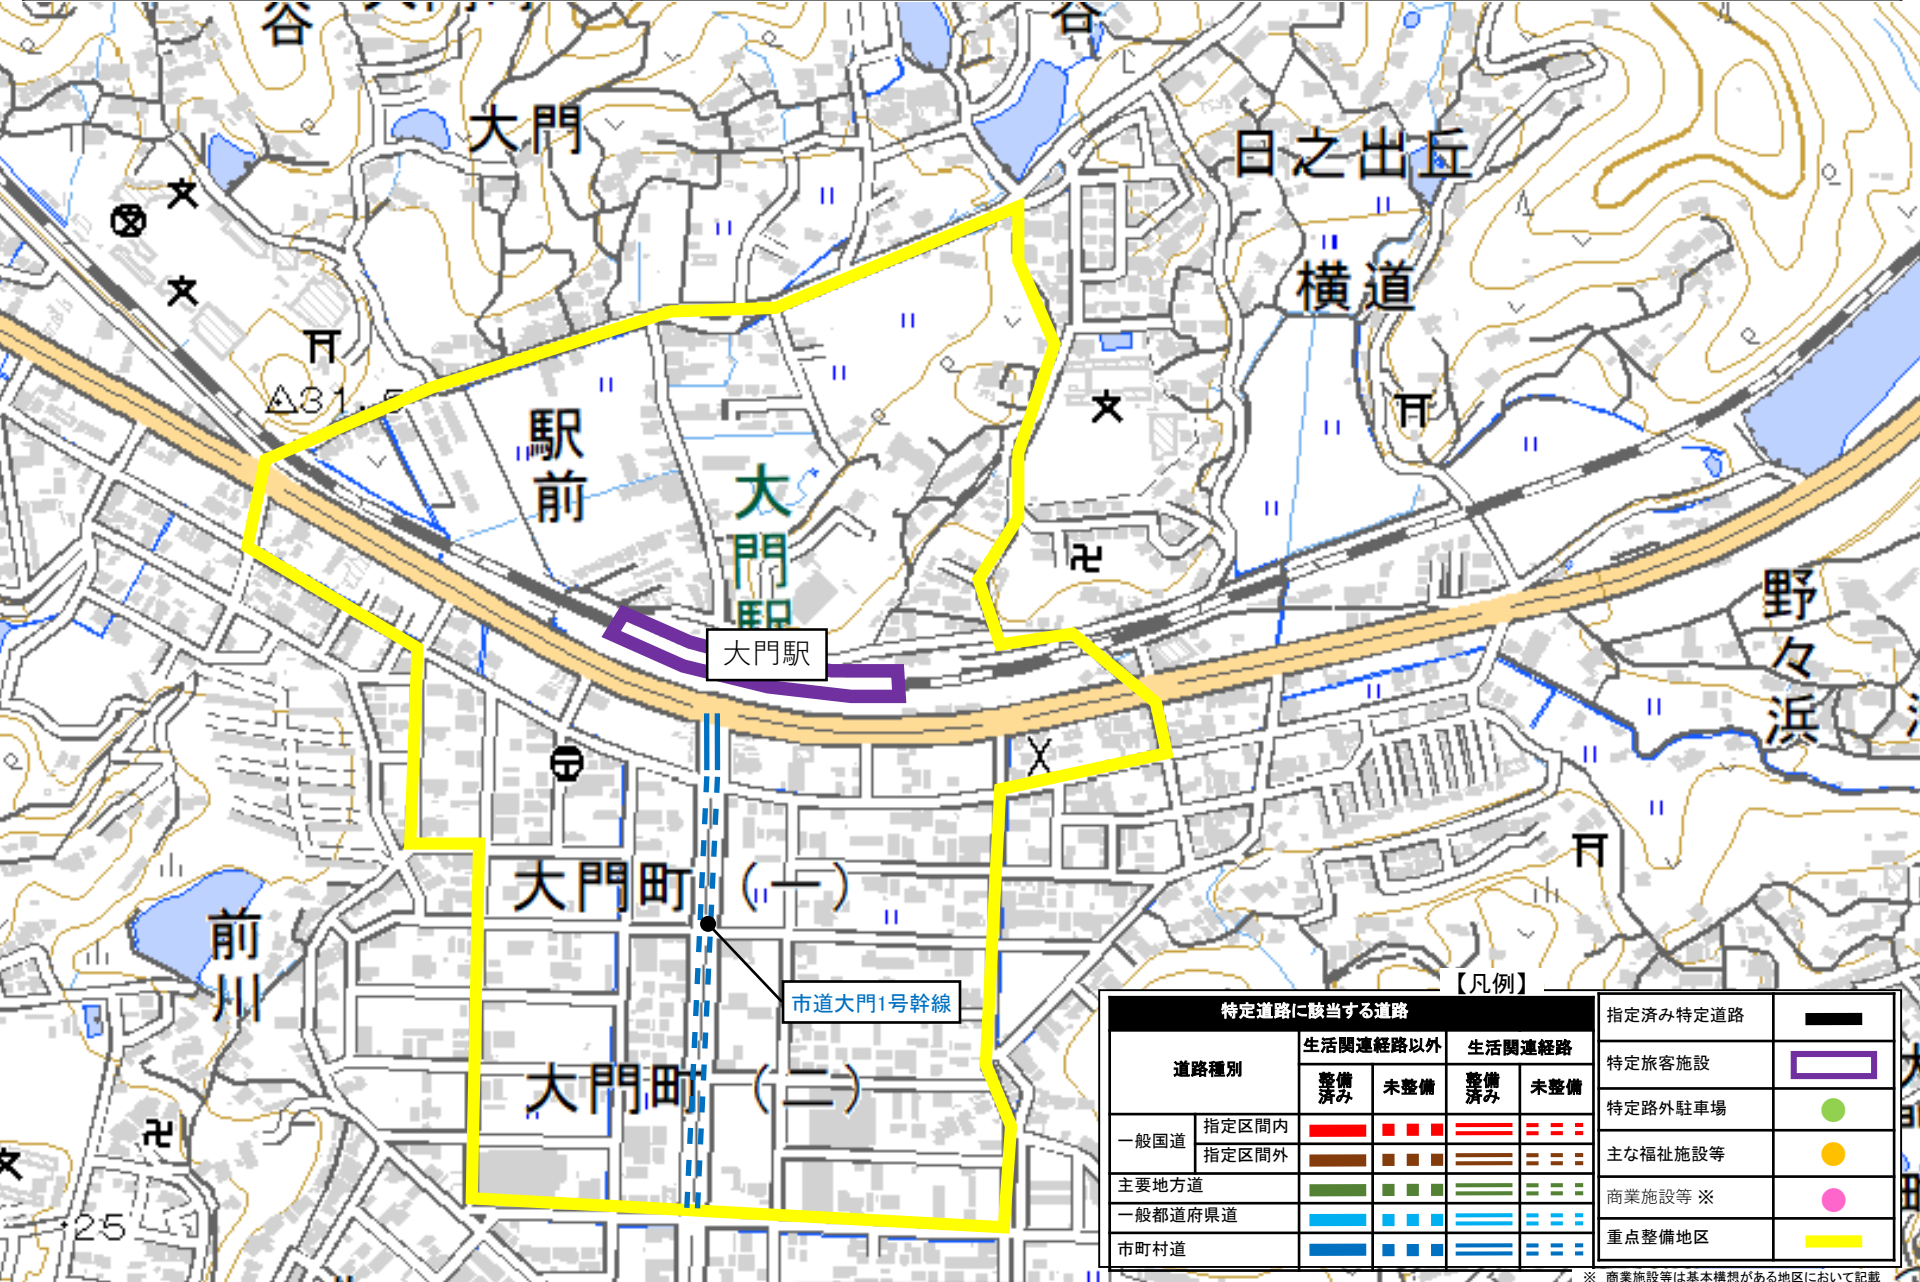 谷
谷
大門
日之出丘
横道
31.5
駅前
大門駅
大門駅
野々浜
大門町 (一)
前川
市道大門1号幹線
大門町 (二)
25
【凡例】
特定道路に該当する道路
道路種別
生活関連経路以外
生活関連経路
整備済み
未整備
整備済み
未整備
一般国道
指定区間内
指定区間外
主要地方道
一般都道府県道
市町村道
指定済み特定道路
特定旅客施設
特定路外駐車場
主な福祉施設等
商業施設等 ※
重点整備地区
※ 商業施設等は基本構想がある地区において記載